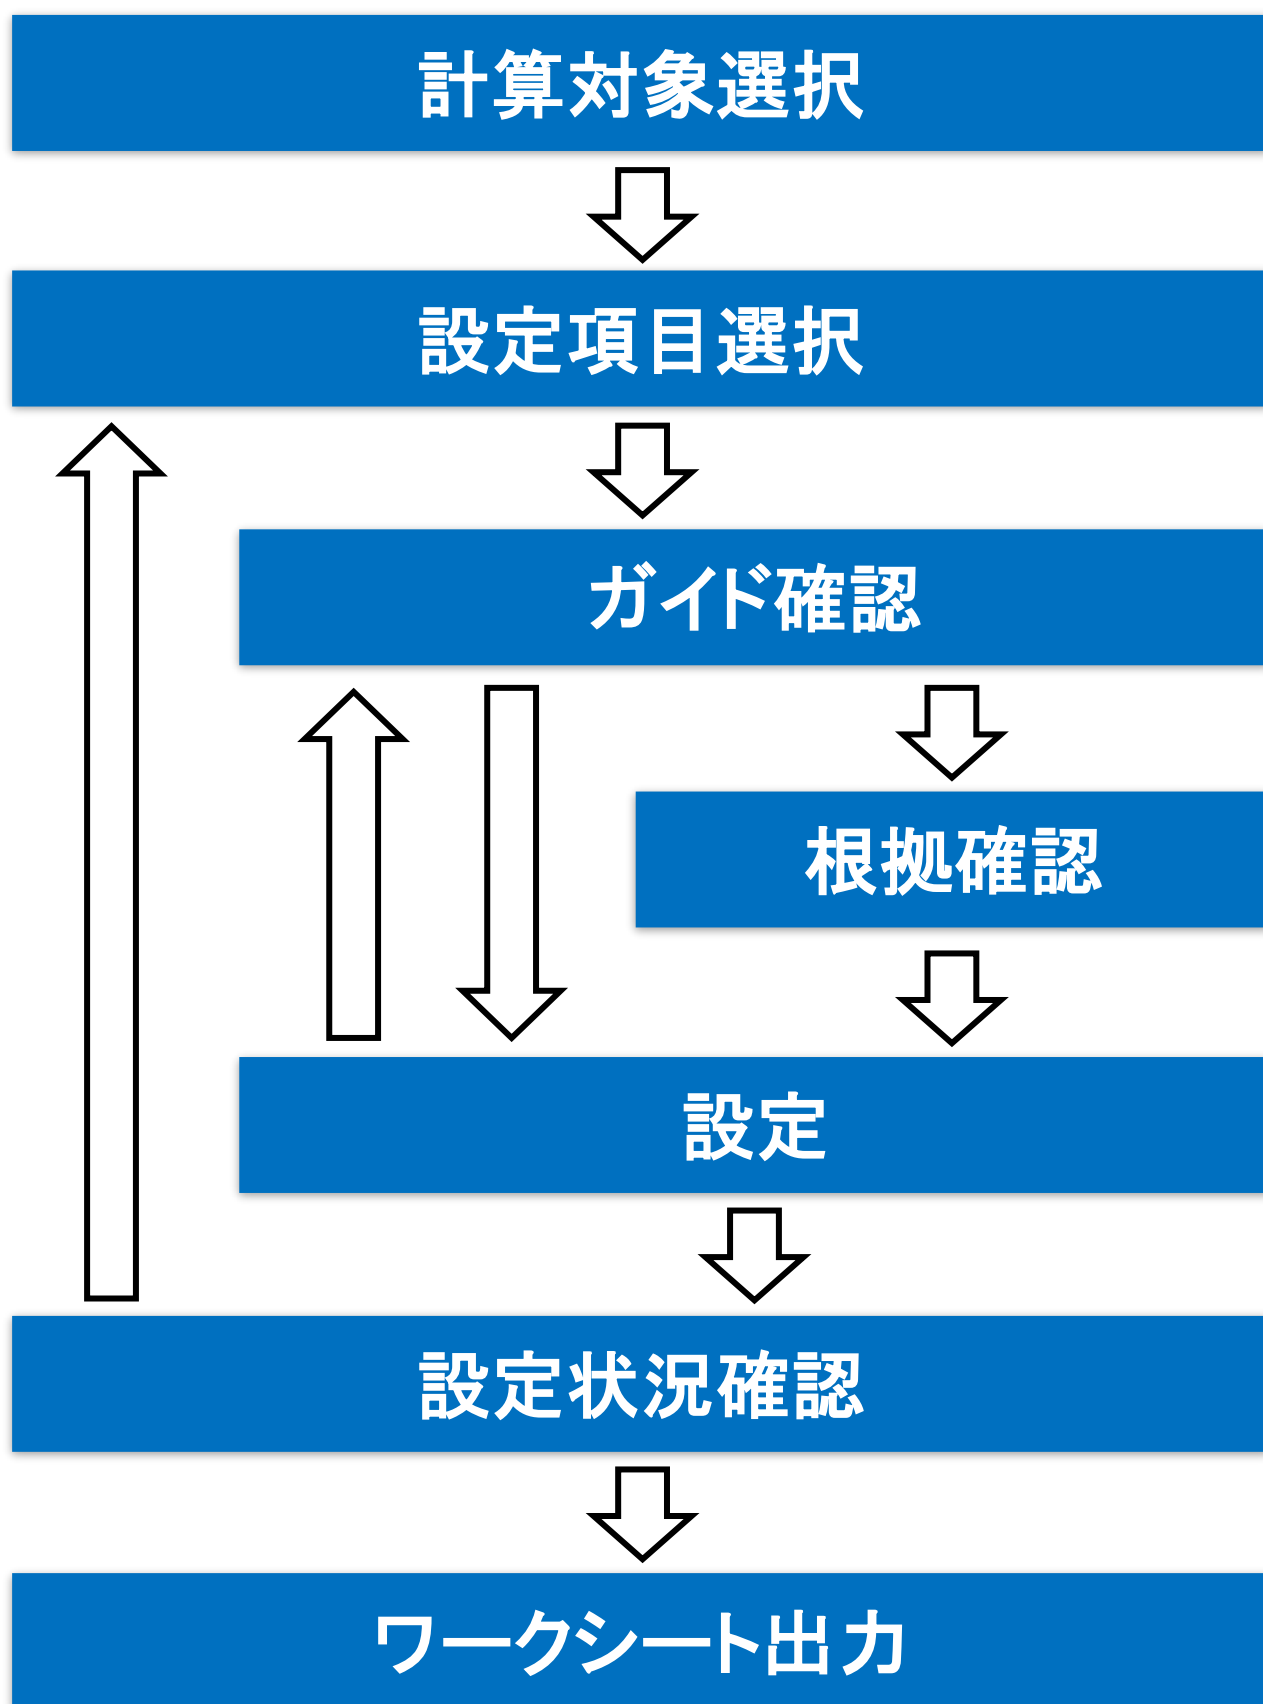 計算対象選択
設定項目選択
ガイド確認
根拠確認
設定
設定状況確認
ワークシート出力